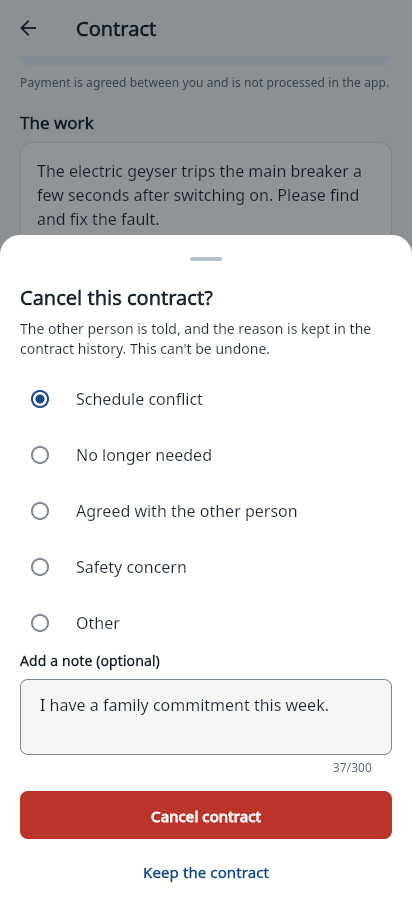 Contract
Payment is agreed between you and is not processed in the app.
The work
The electric geyser trips the main breaker a
few seconds after switching on. Please find
and fix the fault.
Cancel this contract?
The other person is told, and the reason is kept in the
contract history. This can't be undone.
Schedule conflict
No longer needed
Agreed with the other person
Safety concern
Other
Add a note (optional)
I have a family commitment this week.
37/300
Cancel contract
Keep the contract